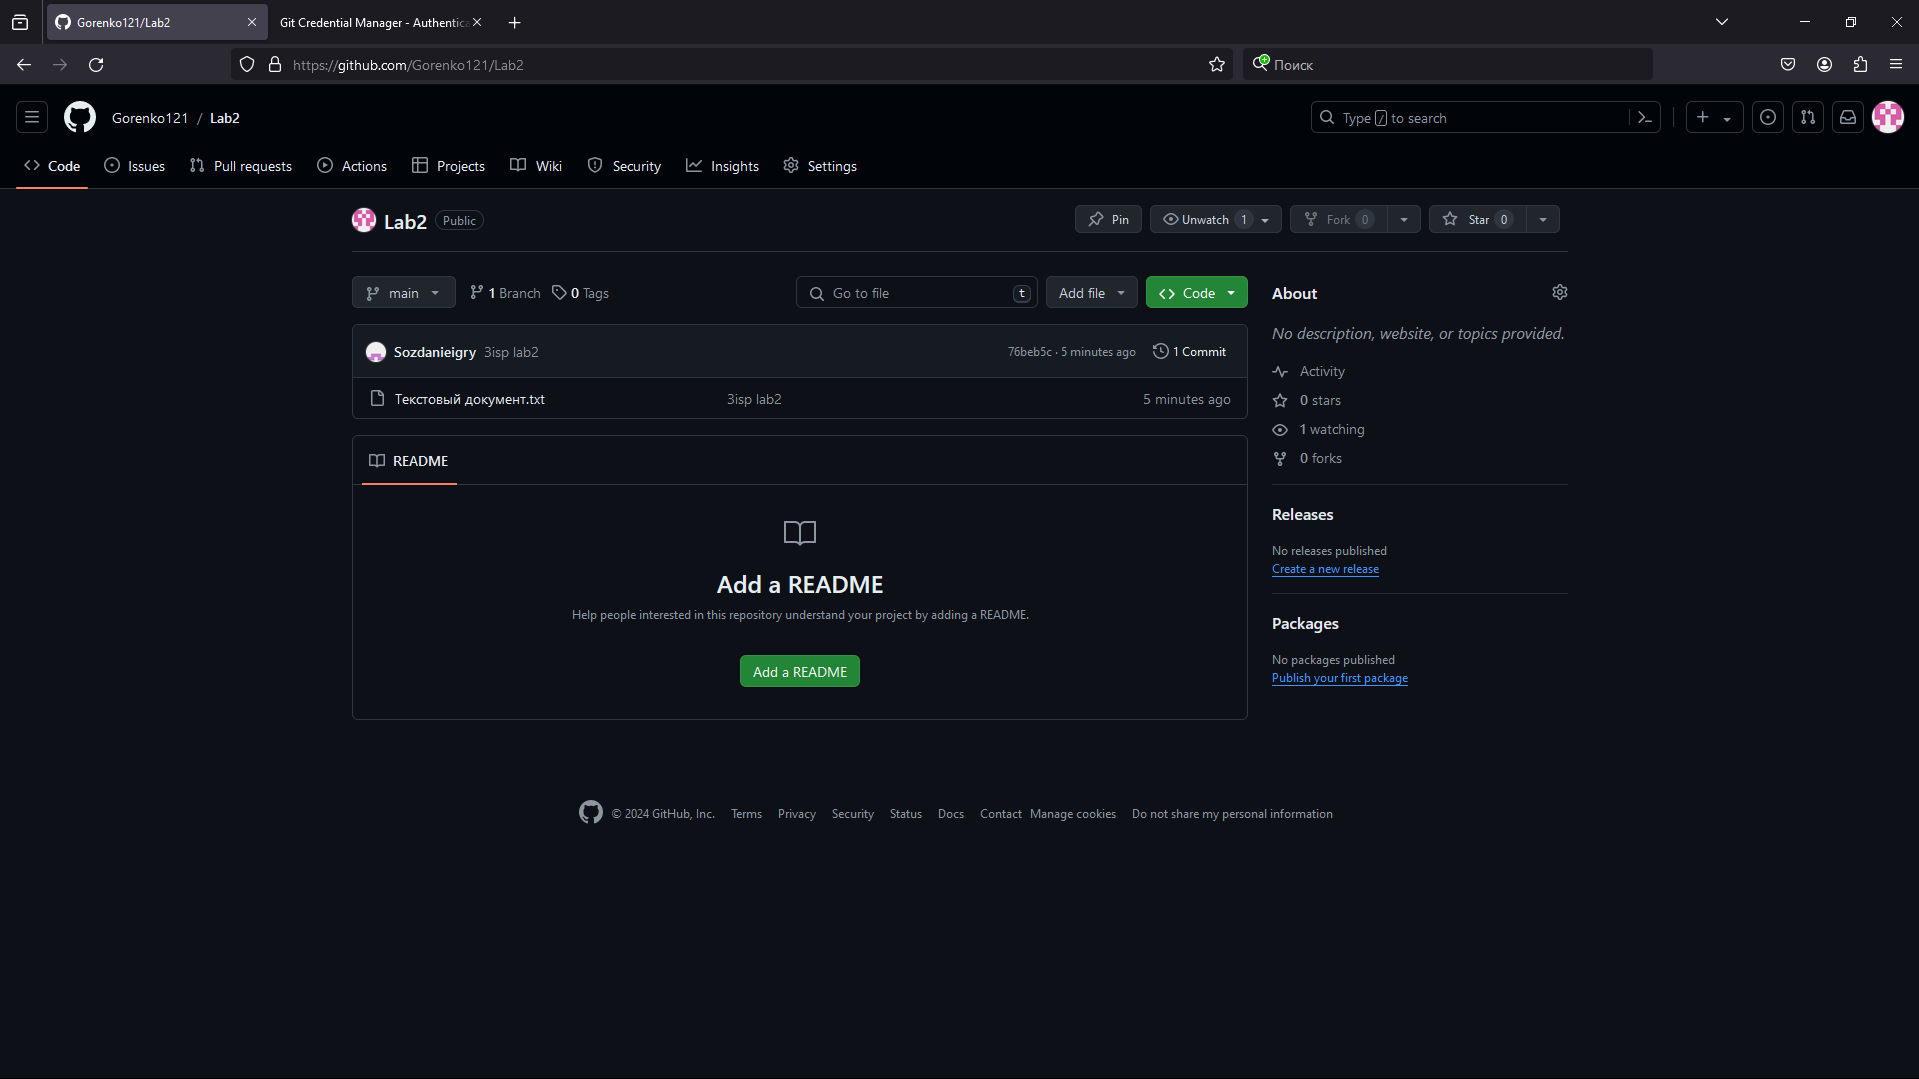 Gorenko121/Lab2
Git Credential Manager - Authentica
https://github.com/Gorenko121/Lab2
Поиск
Gorenko121 / Lab2
Type / to search
Code Issues Pull requests Actions Projects Wiki Security Insights Settings
Lab2 Public
Pin Unwatch 1 Fork 0 Star 0
main 1 Branch 0 Tags Go to file t Add file Code
Sozdanieigry 3isp lab2 76beb5c · 5 minutes ago 1 Commit
Текстовый документ.txt 3isp lab2 5 minutes ago
README
Add a README
Help people interested in this repository understand your project by adding a README.
Add a README
About
No description, website, or topics provided.
Activity
0 stars
1 watching
0 forks
Releases
No releases published
Create a new release
Packages
No packages published
Publish your first package
© 2024 GitHub, Inc. Terms Privacy Security Status Docs Contact Manage cookies Do not share my personal information